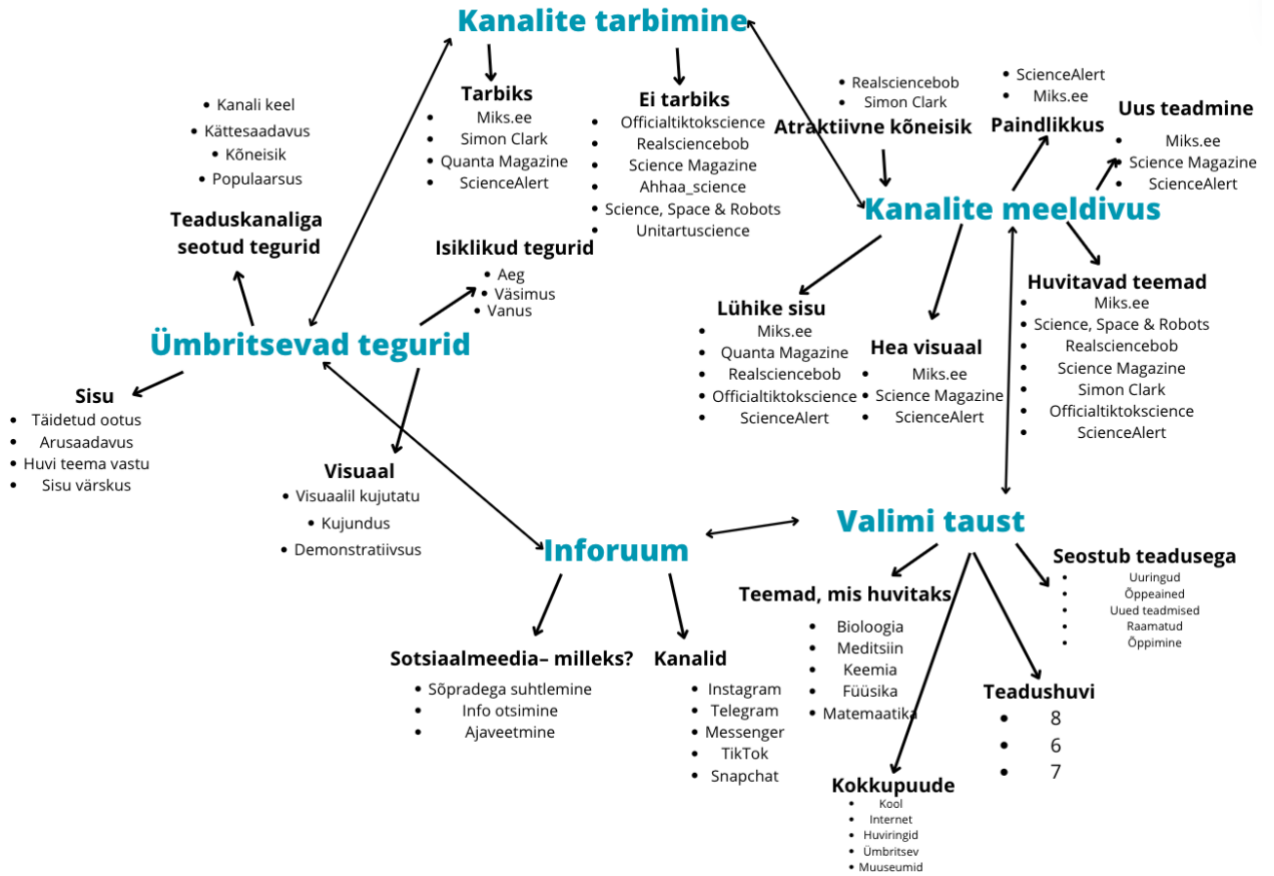 Kanalite tarbimine
Tarbiks
• Miks.ee
• Simon Clark
• Quanta Magazine
• ScienceAlert
Ei tarbiks
• Officialtiktokscience
• Realsciencebob
• Science Magazine
• Ahhaa_science
• Science, Space & Robots
• Unitartuscience
• Realsciencebob
• Simon Clark
Atraktiivne kõneisik
• ScienceAlert
• Miks.ee
Paindlikkus
Uus teadmine
• Miks.ee
• Science Magazine
• ScienceAlert
Kanalite meeldivus
Lühike sisu
• Miks.ee
• Quanta Magazine
• Realsciencebob
• Officialtiktokscience
• ScienceAlert
Hea visuaal
• Miks.ee
• Science Magazine
• ScienceAlert
Huvitavad teemad
• Miks.ee
• Science, Space & Robots
• Realsciencebob
• Science Magazine
• Simon Clark
• Officialtiktokscience
• ScienceAlert
• Kanali keel
• Kättesaadavus
• Kõneisik
• Populaarsus
Teaduskanaliga
seotud tegurid
Isiklikud tegurid
• Aeg
• Väsimus
• Vanus
Ümbritsevad tegurid
Sisu
• Täidetud ootus
• Arusaadavus
• Huvi teema vastu
• Sisu värskus
Visuaal
• Visuaalil kujutatu
• Kujundus
• Demonstratiivsus
Inforuum
Sotsiaalmeedia– milleks?
• Sõpradega suhtlemine
• Info otsimine
• Ajaveetmine
Kanalid
• Instagram
• Telegram
• Messenger
• TikTok
• Snapchat
Valimi taust
Teemad, mis huvitaks
• Bioloogia
• Meditsiin
• Keemia
• Füüsika
• Matemaatika
Kokkupuude
• Kool
• Internet
• Huviringid
• Ümbritsev
• Muuseumid
Teadushuvi
• 8
• 6
• 7
Seostub teadusega
• Uuringud
• Õppeained
• Uued teadmised
• Raamatud
• Õppimine